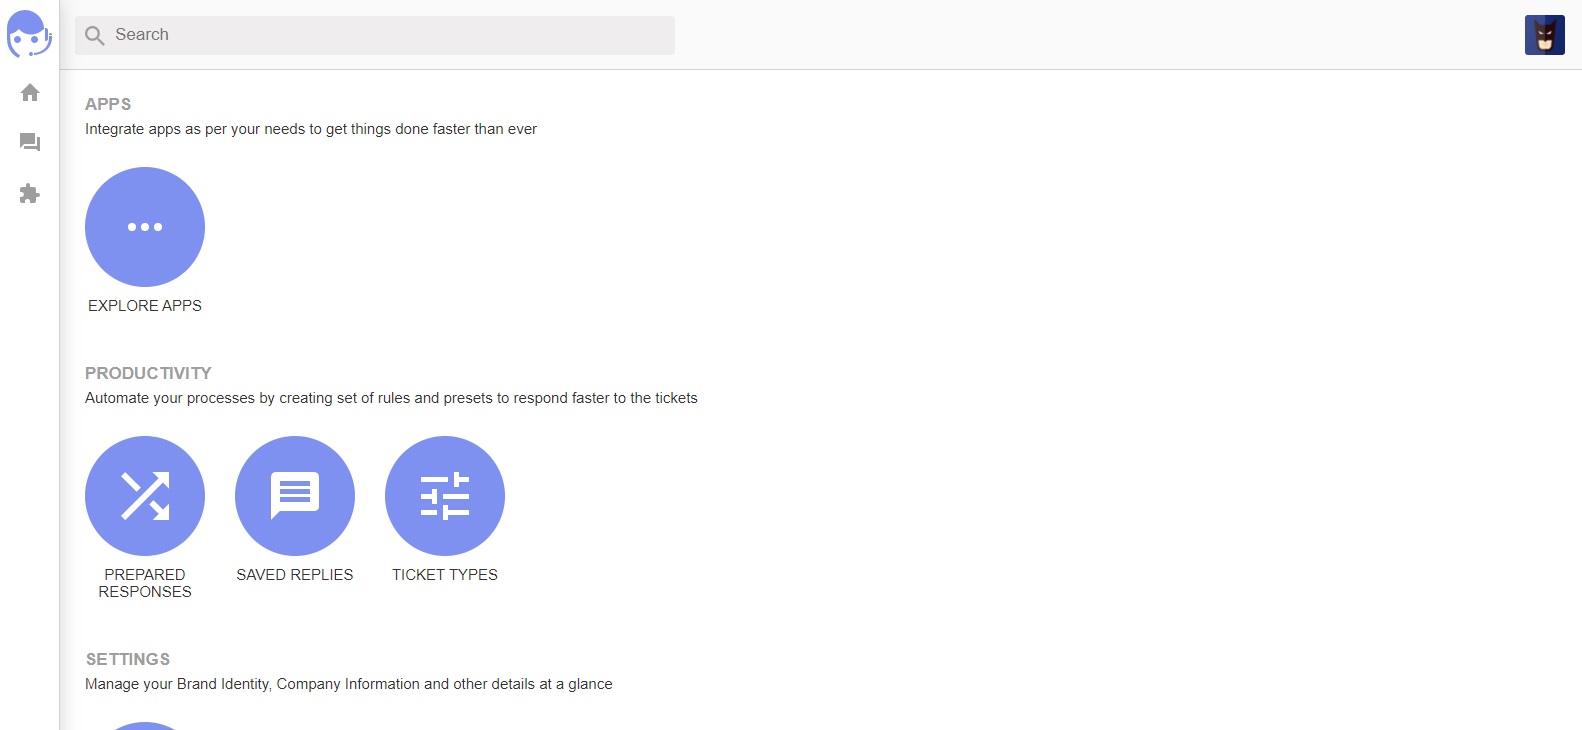 Search
APPS
Integrate apps as per your needs to get things done faster than ever
EXPLORE APPS
PRODUCTIVITY
Automate your processes by creating set of rules and presets to respond faster to the tickets
PREPARED
RESPONSES
SAVED REPLIES
TICKET TYPES
SETTINGS
Manage your Brand Identity, Company Information and other details at a glance